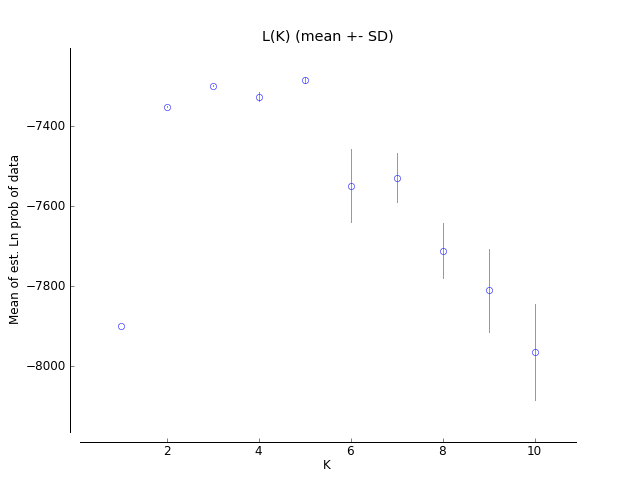 L(K) (mean +- SD)
Mean of est. Ln prob of data
−7400
−7600
−7800
−8000
2 4 6 8 10
K